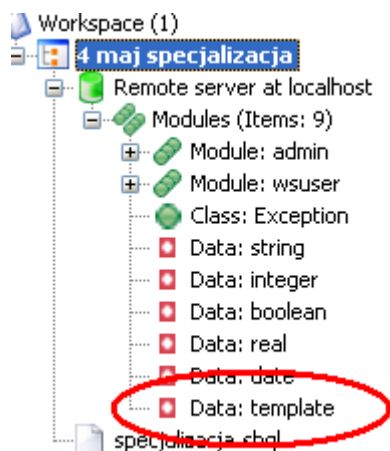 Workspace (1)
4 maj specjalizacja
Remote server at localhost
Modules (Items: 9)
Module: admin
Module: wsuser
Class: Exception
Data: string
Data: integer
Data: boolean
Data: real
Data: date
Data: template
specjalizacja.sbql